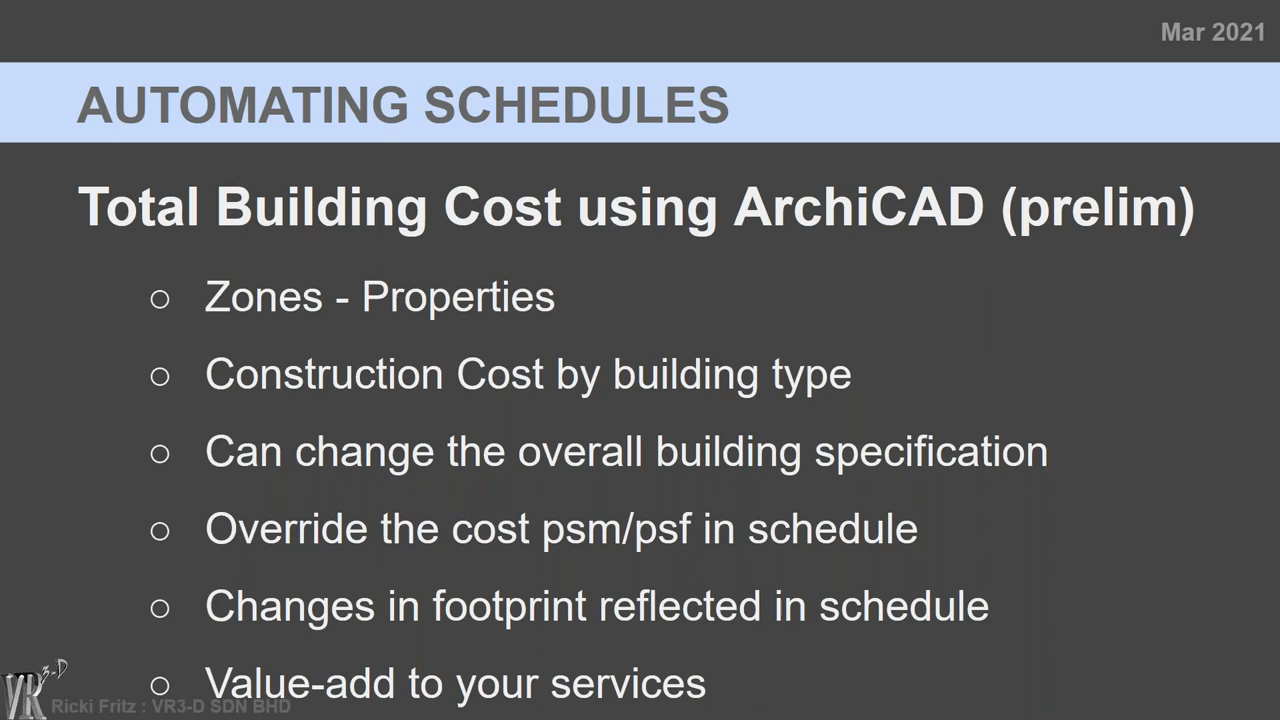 Mar 2021
AUTOMATING SCHEDULES
Total Building Cost using ArchiCAD (prelim)
○ Zones - Properties
○ Construction Cost by building type
○ Can change the overall building specification
○ Override the cost psm/psf in schedule
○ Changes in footprint reflected in schedule
○ Value-add to your services
VR3-D
Ricki Fritz : VR3-D SDN BHD